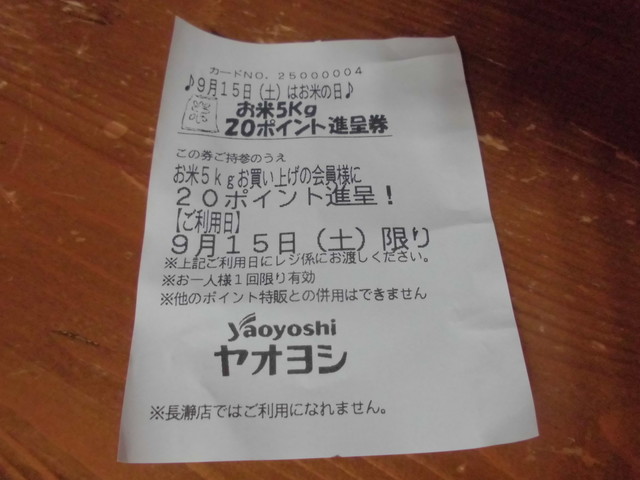 カードNO. 25000004
♪9月15日(土)はお米の日♪
お米5Kg
20ポイント進呈券
この券ご持参のうえ
お米5kgお買い上げの会員様に
20ポイント進呈!
【ご利用日】
9月15日(土)限り
※上記ご利用日にレジ係にお渡しください。
※お一人様1回限り有効
※他のポイント特販との併用はできません
Yaoyoshi
ヤオヨシ
※長瀞店ではご利用になれません。